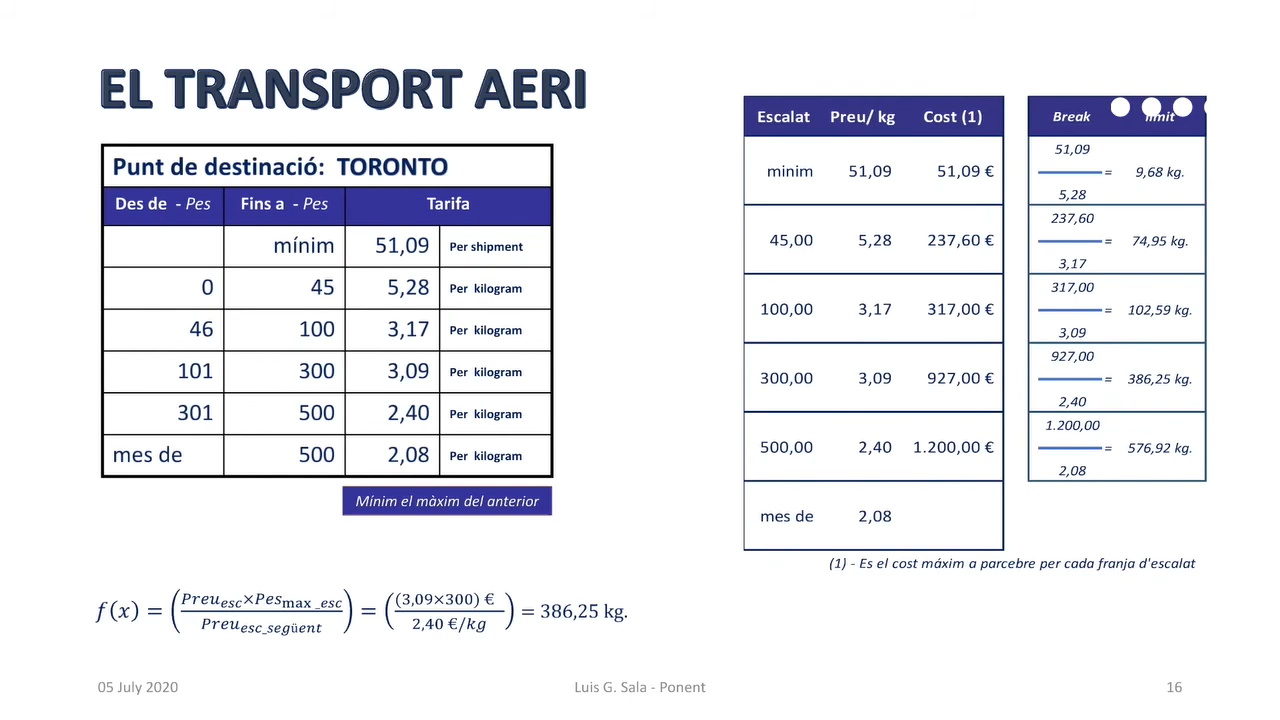 EL TRANSPORT AERI
Punt de destinació: TORONTO
Des de - Pes Fins a - Pes Tarifa
mínim 51,09 Per shipment
0 45 5,28 Per kilogram
46 100 3,17 Per kilogram
101 300 3,09 Per kilogram
301 500 2,40 Per kilogram
mes de 500 2,08 Per kilogram
Mínim el màxim del anterior
Escalat Preu/ kg Cost (1)
minim 51,09 51,09 €
45,00 5,28 237,60 €
100,00 3,17 317,00 €
300,00 3,09 927,00 €
500,00 2,40 1.200,00 €
mes de 2,08
Break limit
51,09
= 9,68 kg.
5,28
237,60
= 74,95 kg.
3,17
317,00
= 102,59 kg.
3,09
927,00
= 386,25 kg.
2,40
1.200,00
= 576,92 kg.
2,08
(1) - Es el cost máxim a parcebre per cada franja d'escalat
f(x) = (Preu_esc×Pes_max _esc / Preu_esc_següent) = ((3,09×300) € / 2,40 €/kg) = 386,25 kg.
05 July 2020
Luis G. Sala - Ponent
16